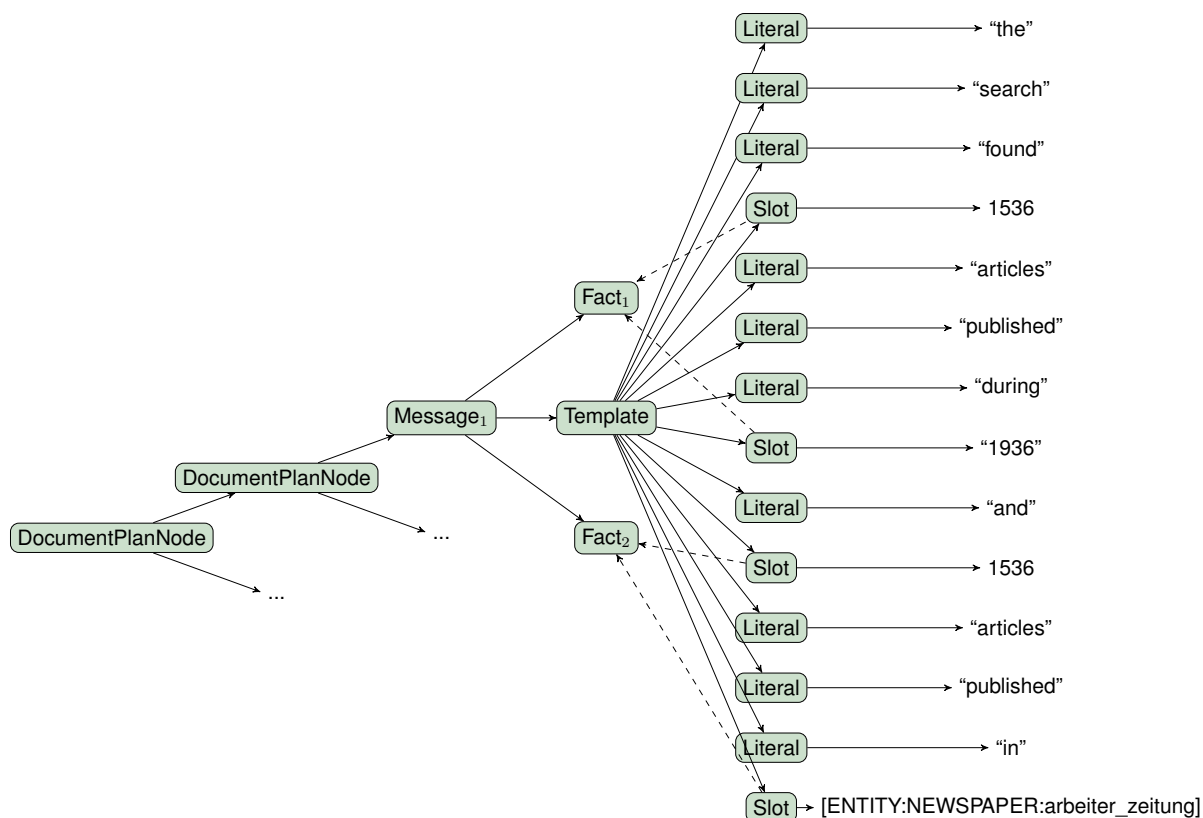 Literal “the”
Literal “search”
Literal “found”
Slot 1536
Literal “articles”
Fact₁
Literal “published”
Literal “during”
Message₁ Template
Slot “1936”
DocumentPlanNode
Literal “and”
DocumentPlanNode ...
Fact₂
Slot 1536
...
Literal “articles”
Literal “published”
Literal “in”
Slot [ENTITY:NEWSPAPER:arbeiter_zeitung]